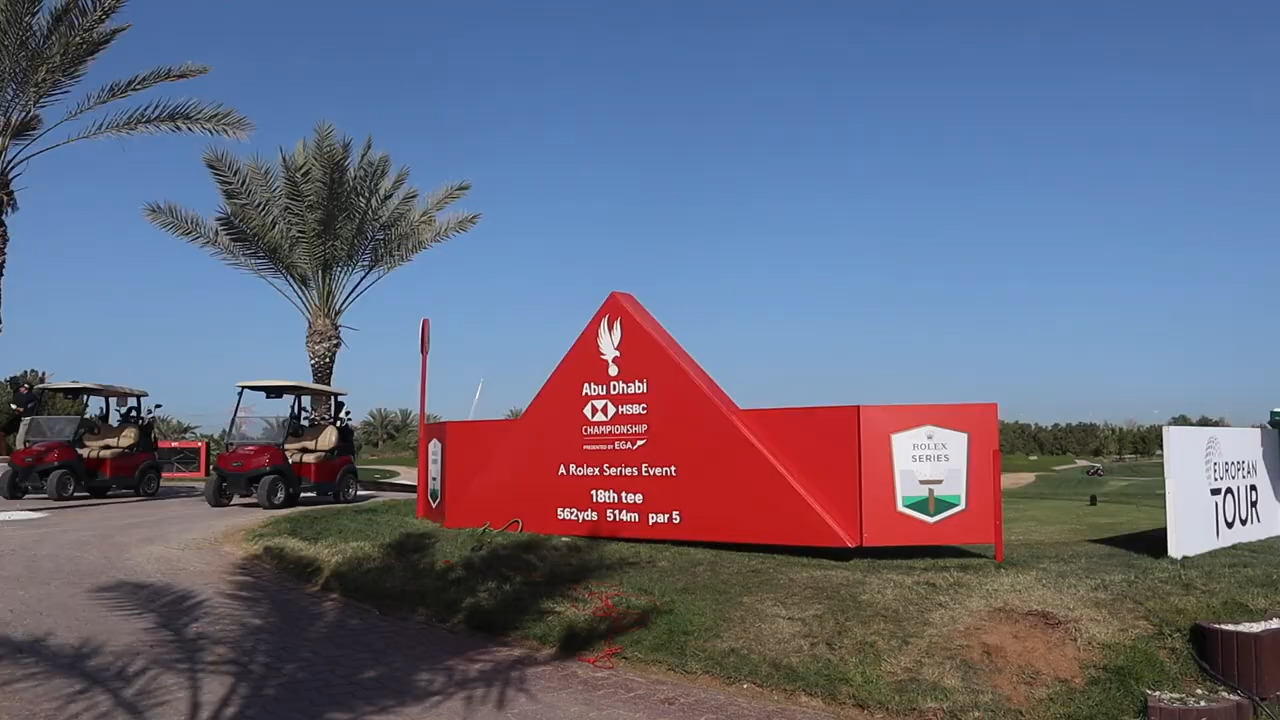 Abu Dhabi
HSBC
CHAMPIONSHIP
PRESENTED BY EGA
A Rolex Series Event
18th tee
562yds 514m par 5
ROLEX
SERIES
EUROPEAN
TOUR